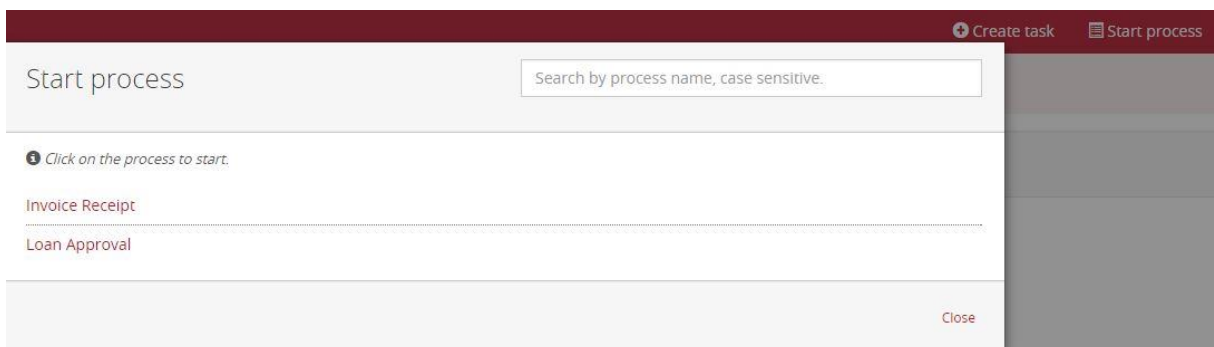 Create task Start process
Start process
Search by process name, case sensitive.
Click on the process to start.
Invoice Receipt
Loan Approval
Close